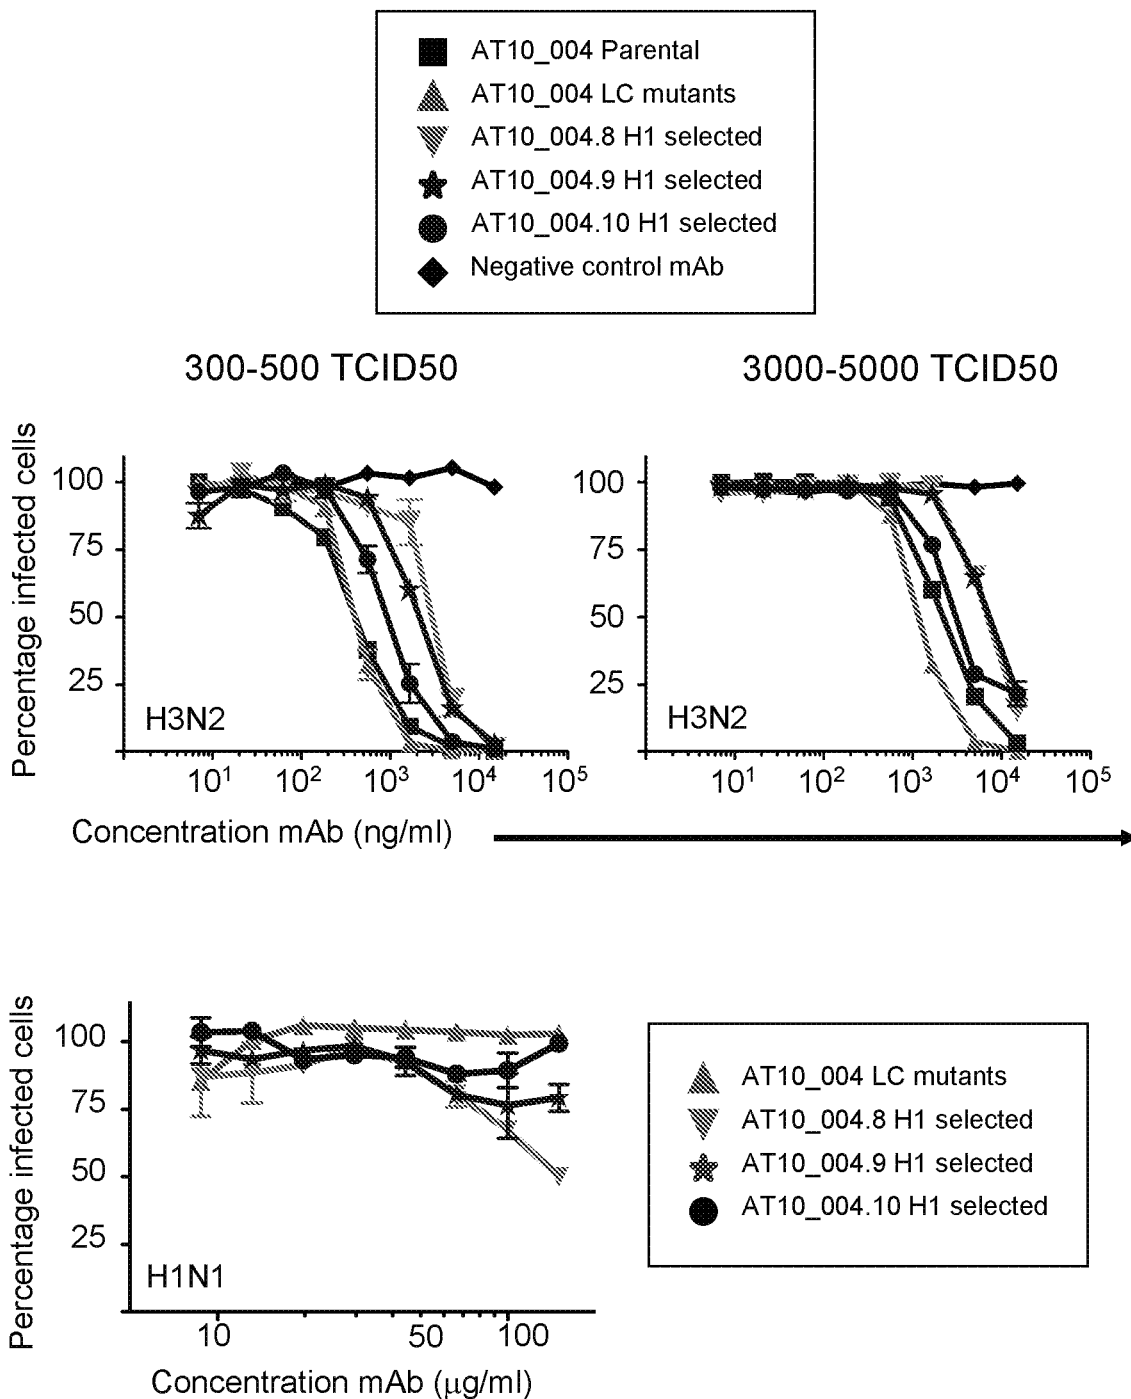 AT10_004 Parental
AT10_004 LC mutants
AT10_004.8 H1 selected
AT10_004.9 H1 selected
AT10_004.10 H1 selected
Negative control mAb
300-500 TCID50
3000-5000 TCID50
Percentage infected cells
100
75
50
25
H3N2
10¹ 10² 10³ 10⁴ 10⁵
100
75
50
25
H3N2
10¹ 10² 10³ 10⁴ 10⁵
Concentration mAb (ng/ml)
Percentage infected cells
100
75
50
25
H1N1
10 50 100
Concentration mAb (µg/ml)
AT10_004 LC mutants
AT10_004.8 H1 selected
AT10_004.9 H1 selected
AT10_004.10 H1 selected